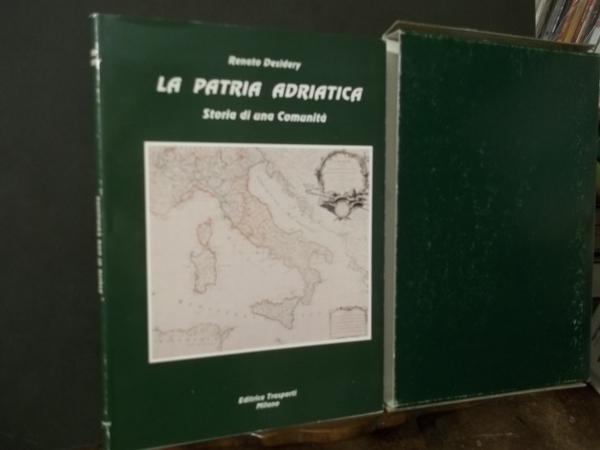 Renato Desidery
LA PATRIA ADRIATICA
Storia di una Comunità
Editrice Trasporti
Milano